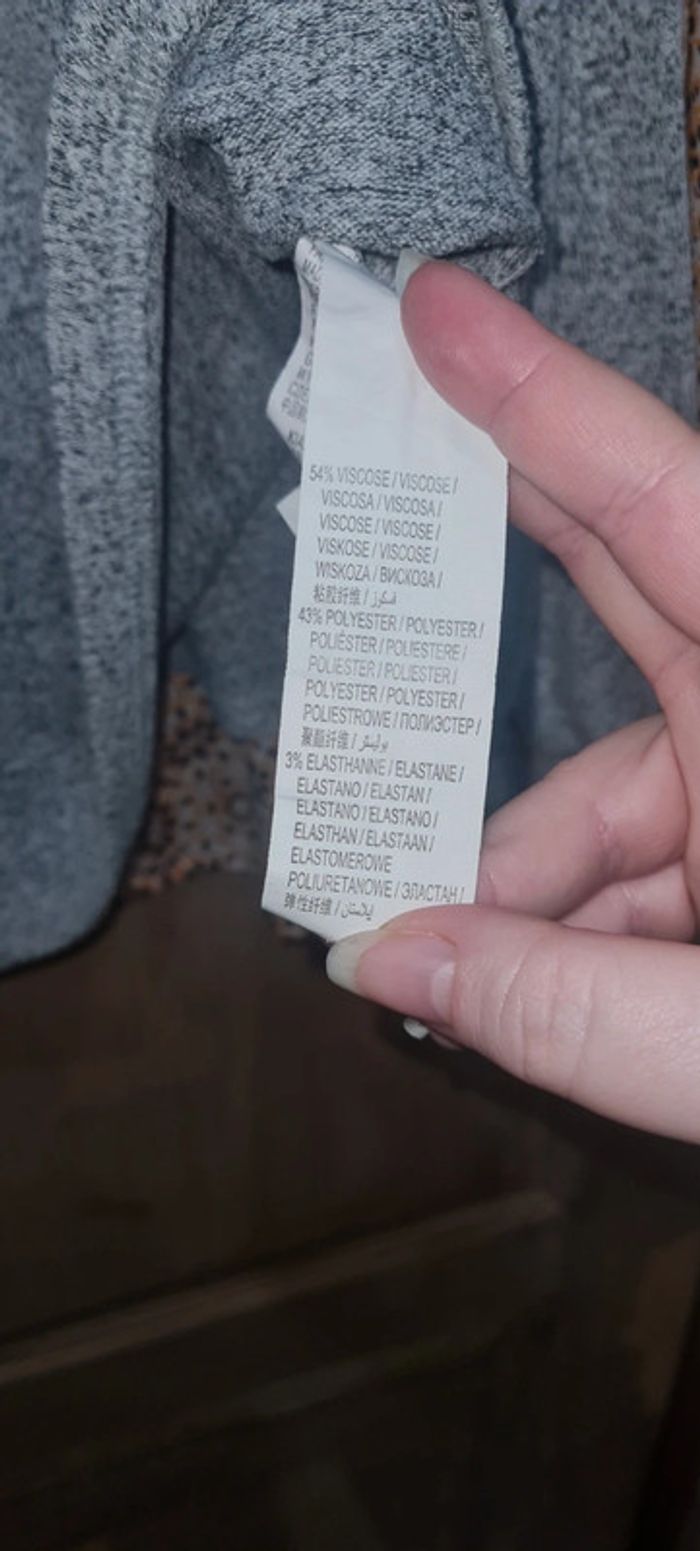 54% VISCOSE / VISCOSE /
VISCOSA / VISCOSA /
VISCOSE / VISCOSE /
VISKOSE / VISCOSE /
WISKOZA / ВИСКОЗА /
粘胶纤维 / فسكوز
43% POLYESTER / POLYESTER /
POLIÉSTER / POLIESTERE /
POLIESTER / POLIESTER /
POLYESTER / POLYESTER /
POLIESTROWE / ПОЛИЭСТЕР /
聚酯纤维 / بوليستر
3% ELASTHANNE / ELASTANE /
ELASTANO / ELASTAN /
ELASTANO / ELASTANO /
ELASTHAN / ELASTAAN /
ELASTOMEROWE
POLIURETANOWE / ЭЛАСТАН /
弹性纤维 / إيلاستان